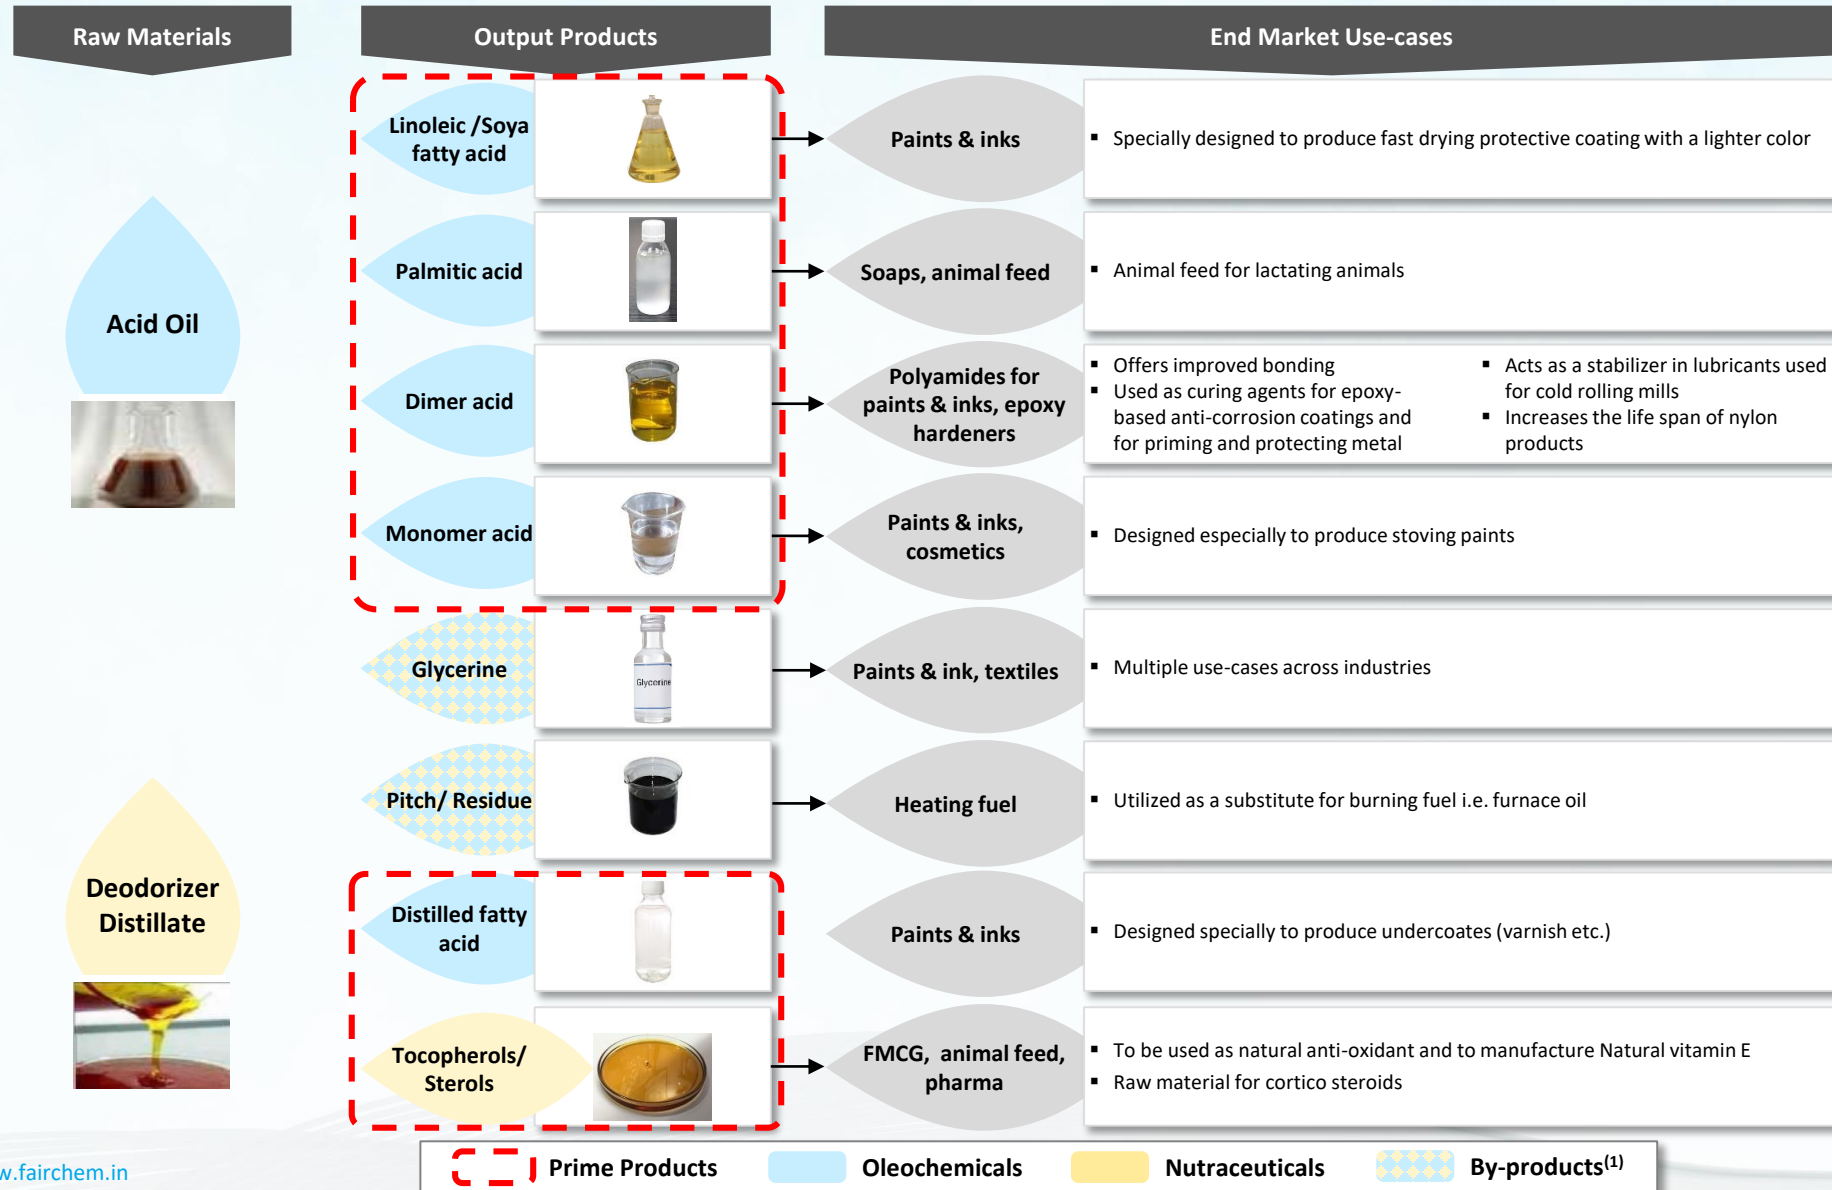 Raw Materials
Output Products
End Market Use-cases
Acid Oil
Deodorizer
Distillate
Linoleic /Soya
fatty acid
Paints & inks
▪ Specially designed to produce fast drying protective coating with a lighter color
Palmitic acid
Soaps, animal feed
▪ Animal feed for lactating animals
Dimer acid
Polyamides for
paints & inks, epoxy
hardeners
▪ Offers improved bonding
▪ Used as curing agents for epoxy-
based anti-corrosion coatings and
for priming and protecting metal
▪ Acts as a stabilizer in lubricants used
for cold rolling mills
▪ Increases the life span of nylon
products
Monomer acid
Paints & inks,
cosmetics
▪ Designed especially to produce stoving paints
Glycerine
Glycerine
Paints & ink, textiles
▪ Multiple use-cases across industries
Pitch/ Residue
Heating fuel
▪ Utilized as a substitute for burning fuel i.e. furnace oil
Distilled fatty
acid
Paints & inks
▪ Designed specially to produce undercoates (varnish etc.)
Tocopherols/
Sterols
FMCG, animal feed,
pharma
▪ To be used as natural anti-oxidant and to manufacture Natural vitamin E
▪ Raw material for cortico steroids
w.fairchem.in
Prime Products
Oleochemicals
Nutraceuticals
By-products(1)